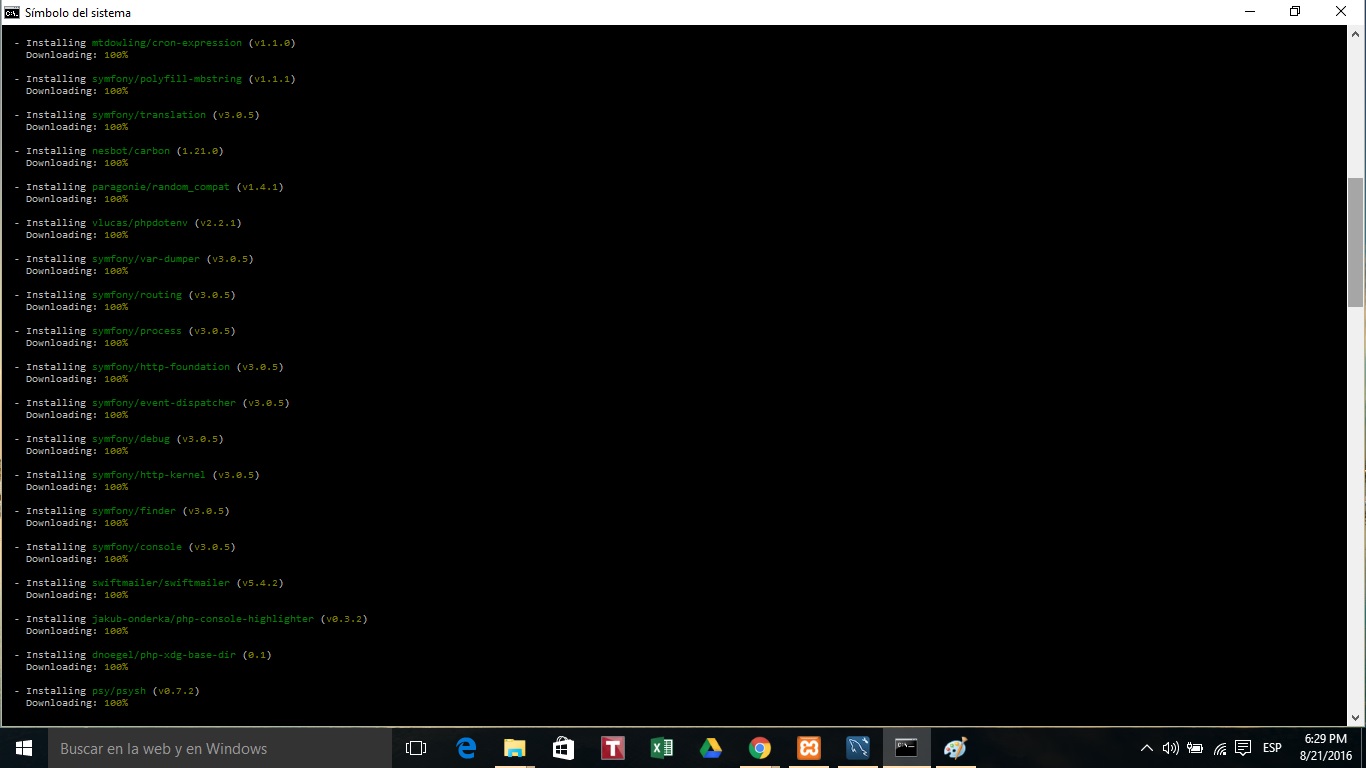 Símbolo del sistema
- Installing mtdowling/cron-expression (v1.1.0)
Downloading: 100%
- Installing symfony/polyfill-mbstring (v1.1.1)
Downloading: 100%
- Installing symfony/translation (v3.0.5)
Downloading: 100%
- Installing nesbot/carbon (1.21.0)
Downloading: 100%
- Installing paragonie/random_compat (v1.4.1)
Downloading: 100%
- Installing vlucas/phpdotenv (v2.2.1)
Downloading: 100%
- Installing symfony/var-dumper (v3.0.5)
Downloading: 100%
- Installing symfony/routing (v3.0.5)
Downloading: 100%
- Installing symfony/process (v3.0.5)
Downloading: 100%
- Installing symfony/http-foundation (v3.0.5)
Downloading: 100%
- Installing symfony/event-dispatcher (v3.0.5)
Downloading: 100%
- Installing symfony/debug (v3.0.5)
Downloading: 100%
- Installing symfony/http-kernel (v3.0.5)
Downloading: 100%
- Installing symfony/finder (v3.0.5)
Downloading: 100%
- Installing symfony/console (v3.0.5)
Downloading: 100%
- Installing swiftmailer/swiftmailer (v5.4.2)
Downloading: 100%
- Installing jakub-onderka/php-console-highlighter (v0.3.2)
Downloading: 100%
- Installing dnoegel/php-xdg-base-dir (0.1)
Downloading: 100%
- Installing psy/psysh (v0.7.2)
Downloading: 100%
Buscar en la web y en Windows
ESP
6:29 PM
8/21/2016